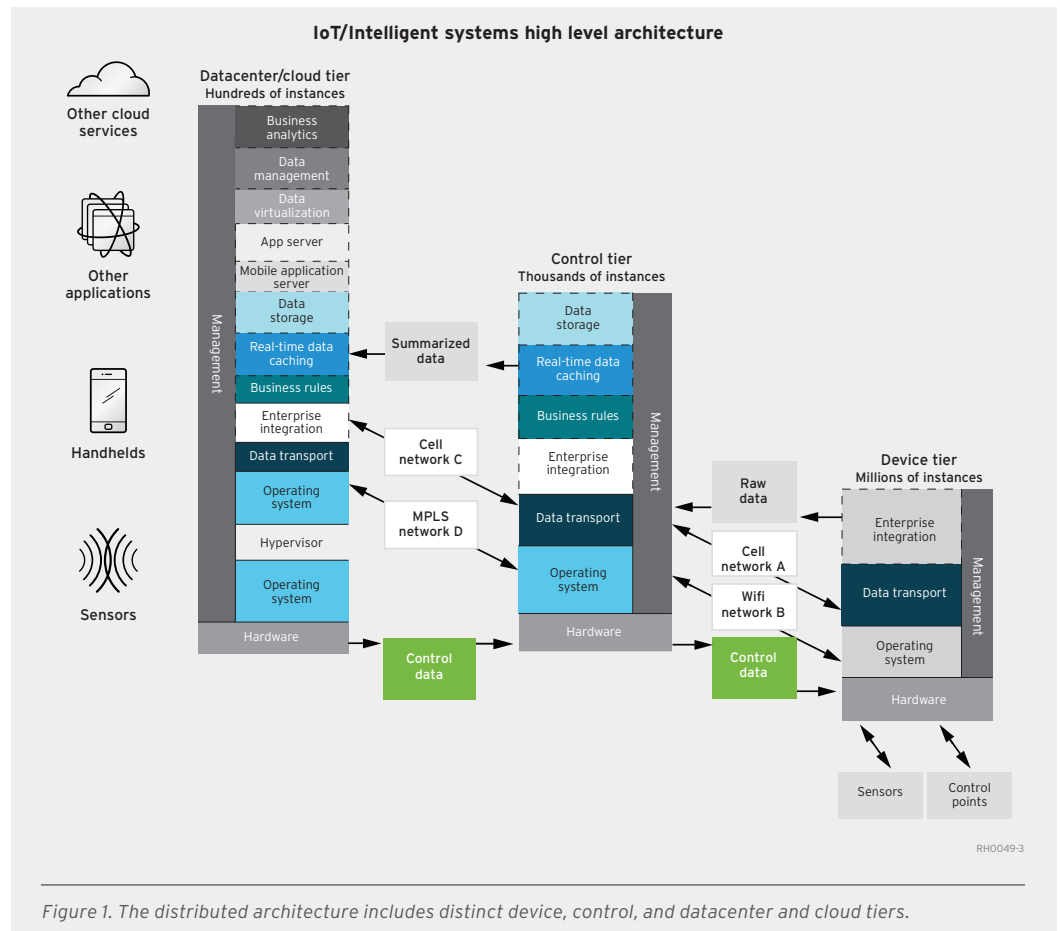 IoT/Intelligent systems high level architecture
Other cloud
services
Other
applications
Handhelds
Sensors
Datacenter/cloud tier
Hundreds of instances
Management
Business
analytics
Data
management
Data
virtualization
App server
Mobile application
server
Data
storage
Real-time data
caching
Business rules
Enterprise
integration
Data transport
Operating
system
Hypervisor
Operating
system
Hardware
Summarized
data
Cell
network C
MPLS
network D
Control
data
Control tier
Thousands of instances
Data
storage
Real-time data
caching
Business rules
Enterprise
integration
Data transport
Operating
system
Management
Hardware
Raw
data
Cell
network A
Wifi
network B
Control
data
Device tier
Millions of instances
Enterprise
integration
Data transport
Operating
system
Management
Hardware
Sensors
Control
points
RH0049-3
Figure 1. The distributed architecture includes distinct device, control, and datacenter and cloud tiers.